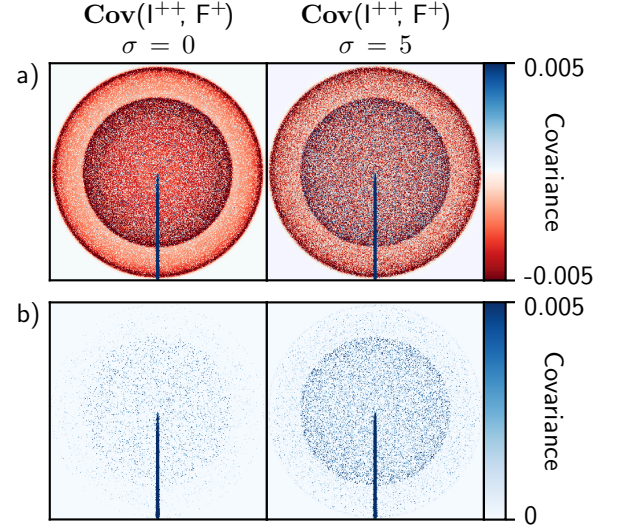 Cov(I⁺⁺, F⁺) Cov(I⁺⁺, F⁺)
σ = 0 σ = 5
a) 0.005
Covariance
-0.005
b) 0.005
Covariance
0